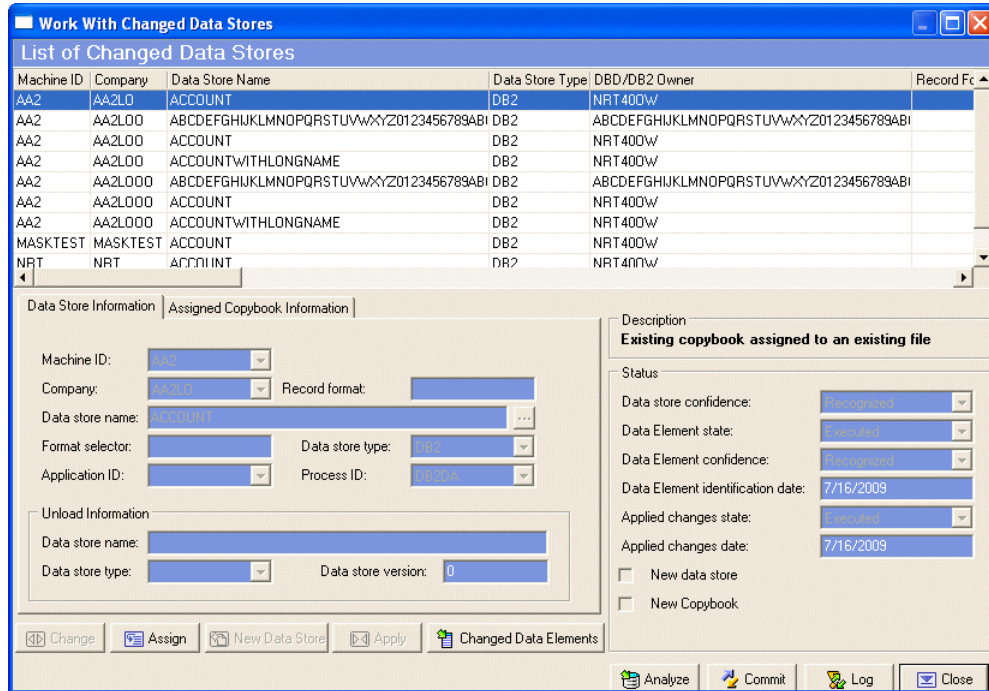 Work With Changed Data Stores
List of Changed Data Stores
Machine ID Company Data Store Name Data Store Type DBD/DB2 Owner Record Fc
AA2 AA2LO ACCOUNT DB2 NRT400W
AA2 AA2LOO ABCDEFGHIJKLMNOPQRSTUVWXYZ0123456789AB DB2 ABCDEFGHIJKLMNOPQRSTUVWXYZ0123456789AB
AA2 AA2LOO ACCOUNT DB2 NRT400W
AA2 AA2LOO ACCOUNTWITHLONGNAME DB2 NRT400W
AA2 AA2LOOO ABCDEFGHIJKLMNOPQRSTUVWXYZ0123456789AB DB2 ABCDEFGHIJKLMNOPQRSTUVWXYZ0123456789AB
AA2 AA2LOOO ACCOUNT DB2 NRT400W
AA2 AA2LOOO ACCOUNTWITHLONGNAME DB2 NRT400W
MASKTEST MASKTEST ACCOUNT DB2 NRT400W
NRT NRT ACCOUNT DB2 NRT400W
Data Store Information Assigned Copybook Information
Machine ID: AA2
Company: AA2LO Record format:
Data store name: ACCOUNT ...
Format selector: Data store type: DB2
Application ID: Process ID: DB2DA
Unload Information
Data store name:
Data store type: Data store version: 0
Description
Existing copybook assigned to an existing file
Status
Data store confidence: Recognized
Data Element state: Executed
Data Element confidence: Recognized
Data Element identification date: 7/16/2009
Applied changes state: Executed
Applied changes date: 7/16/2009
New data store
New Copybook
Change Assign New Data Store Apply Changed Data Elements
Analyze Commit Log Close